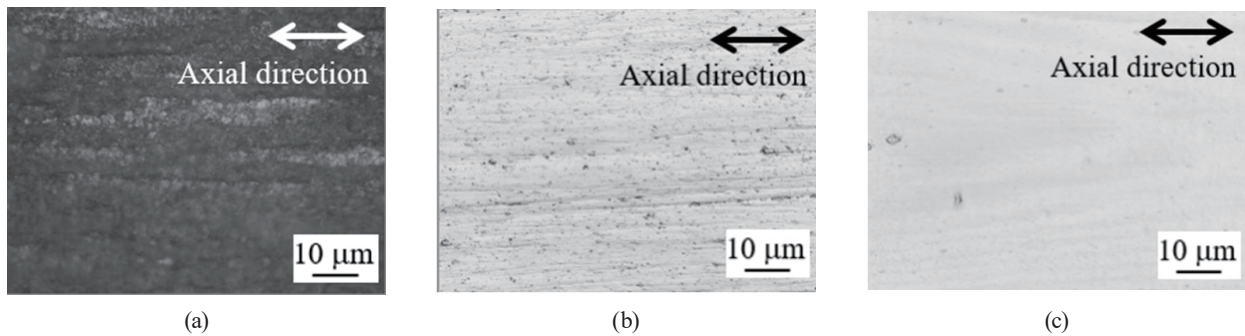 Axial direction
10 μm
(a)
Axial direction
10 μm
(b)
Axial direction
10 μm
(c)